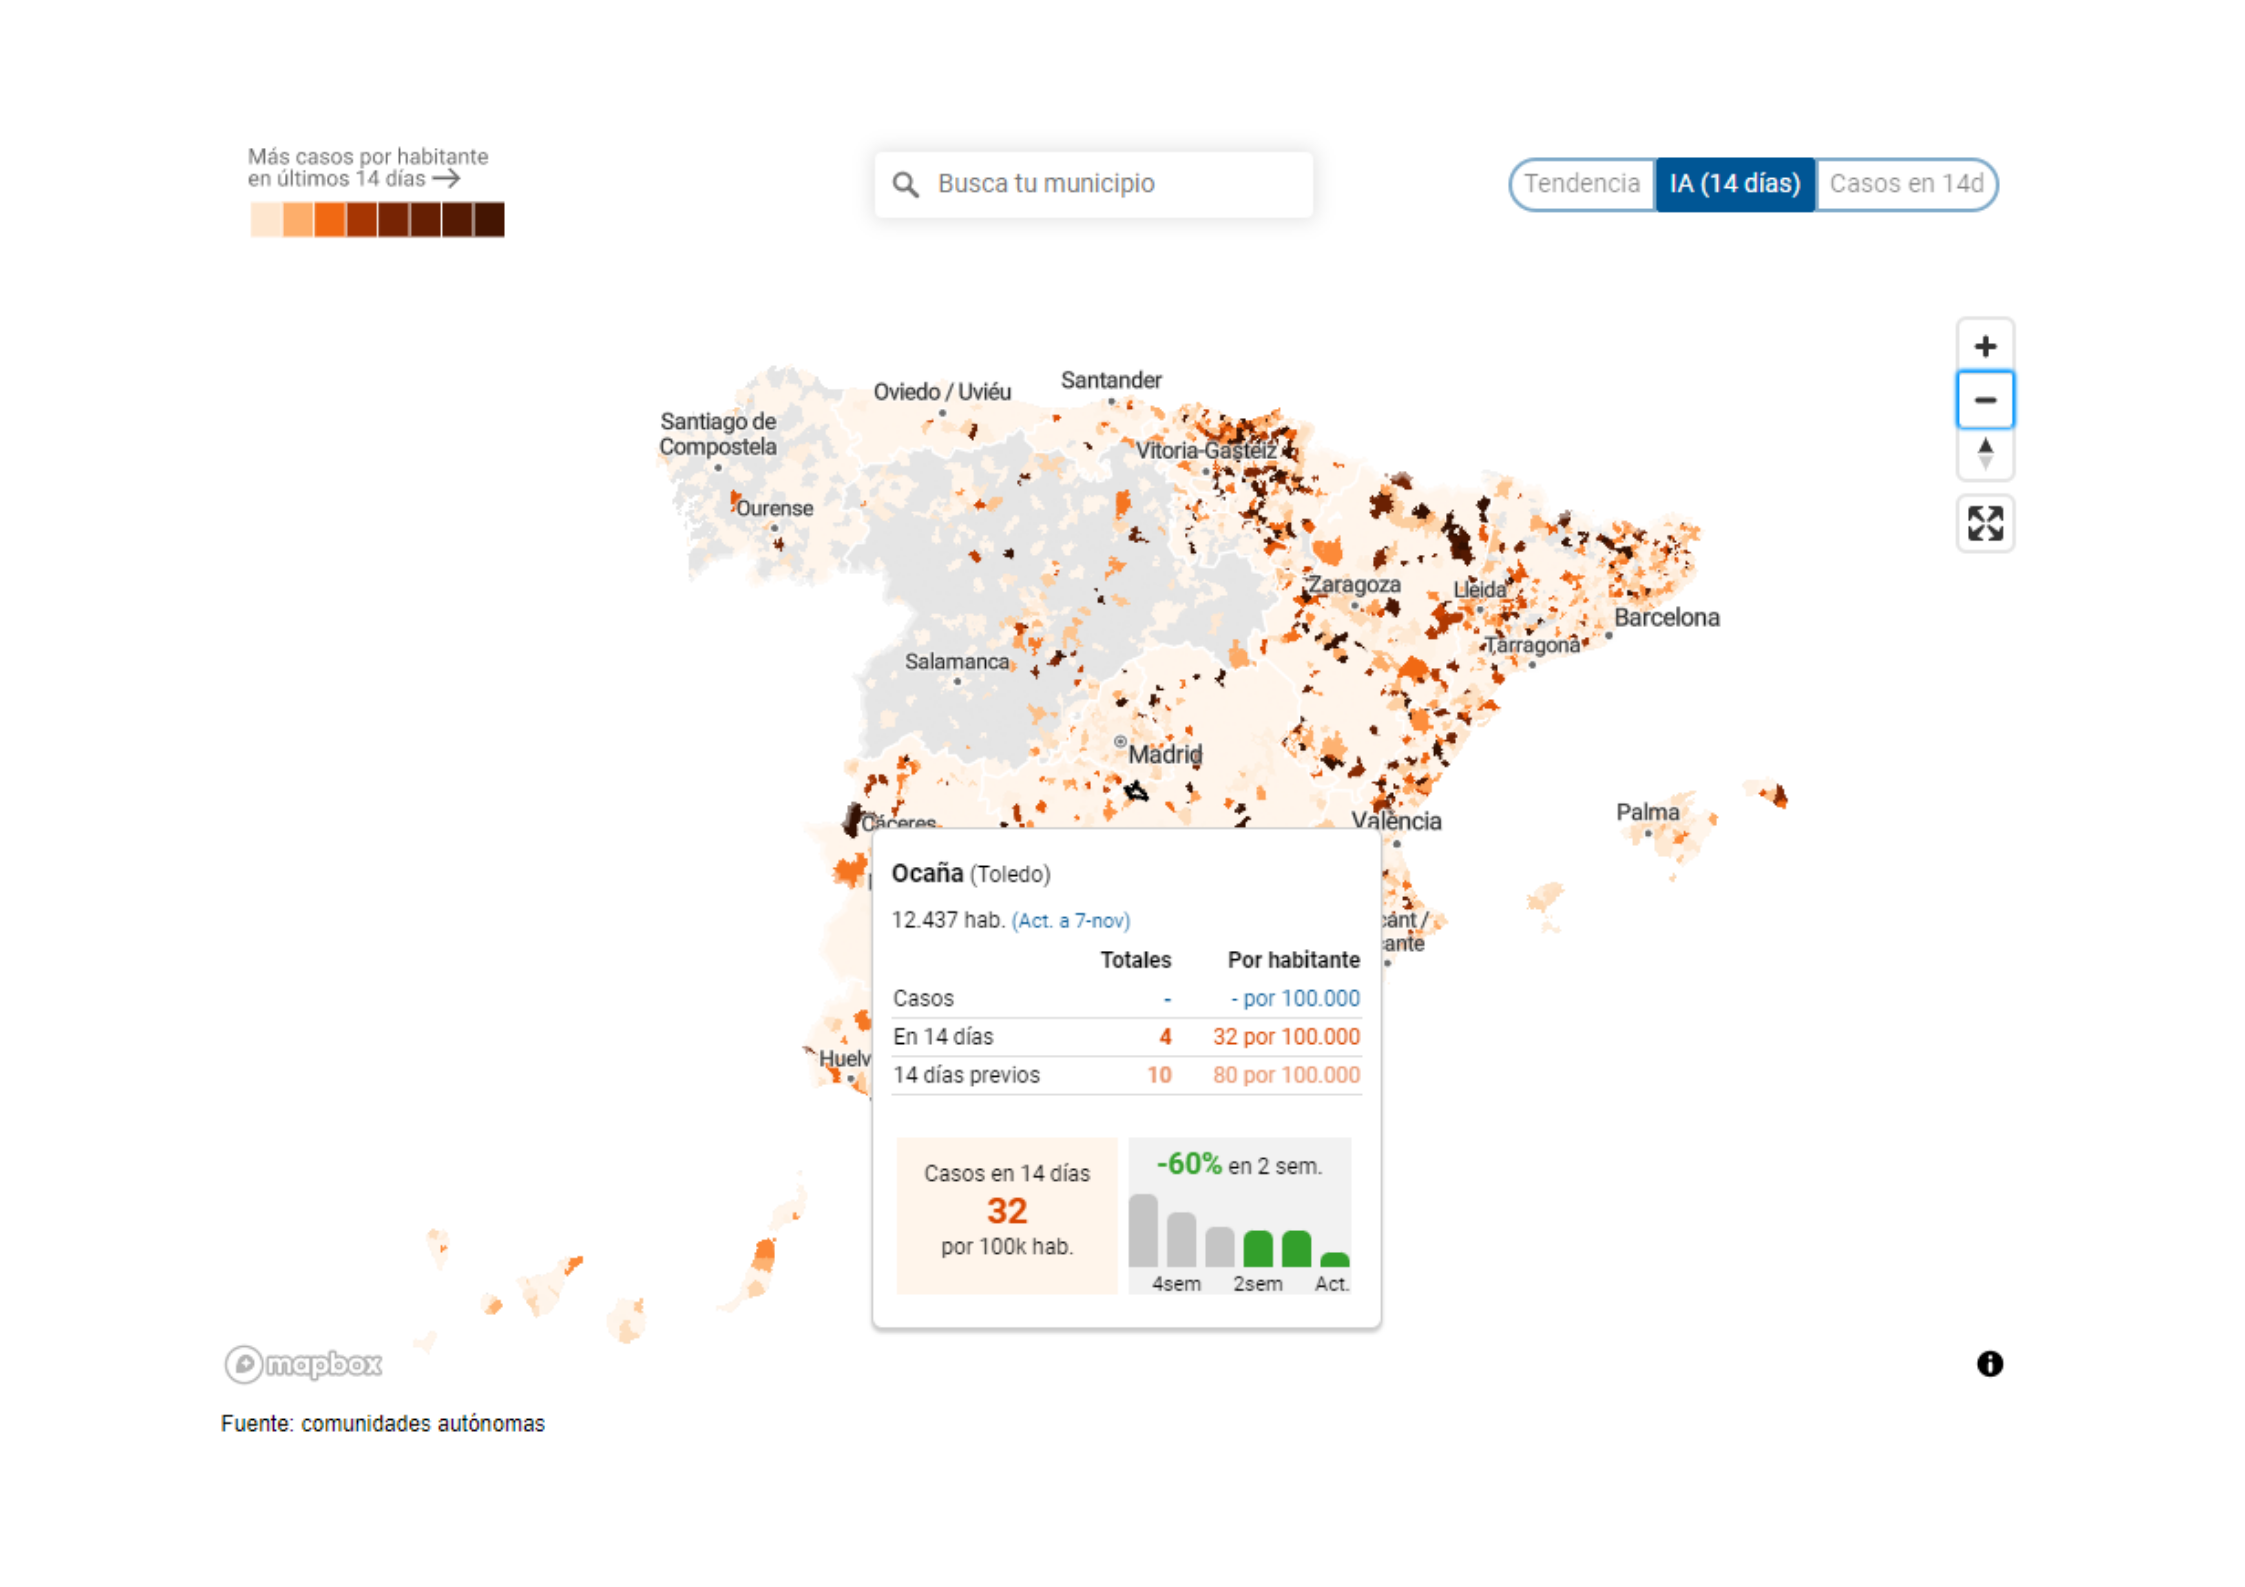 Más casos por habitante
en últimos 14 días
Busca tu municipio
Tendencia
IA (14 días)
Casos en 14d
Santander
Oviedo / Uviéu
Santiago de
Compostela
Vitoria-Gasteiz
Ourense
Zaragoza
Lleida
Barcelona
Tarragona
Salamanca
Madrid
Palma
Cáceres
València
Ocaña (Toledo)
12.437 hab. (Act. a 7-nov)
Totales Por habitante
Casos - - por 100.000
En 14 días 4 32 por 100.000
14 días previos 10 80 por 100.000
cant /
cante
Huelv
Casos en 14 días
32
por 100k hab.
-60% en 2 sem.
4sem 2sem Act.
mapbox
Fuente: comunidades autónomas